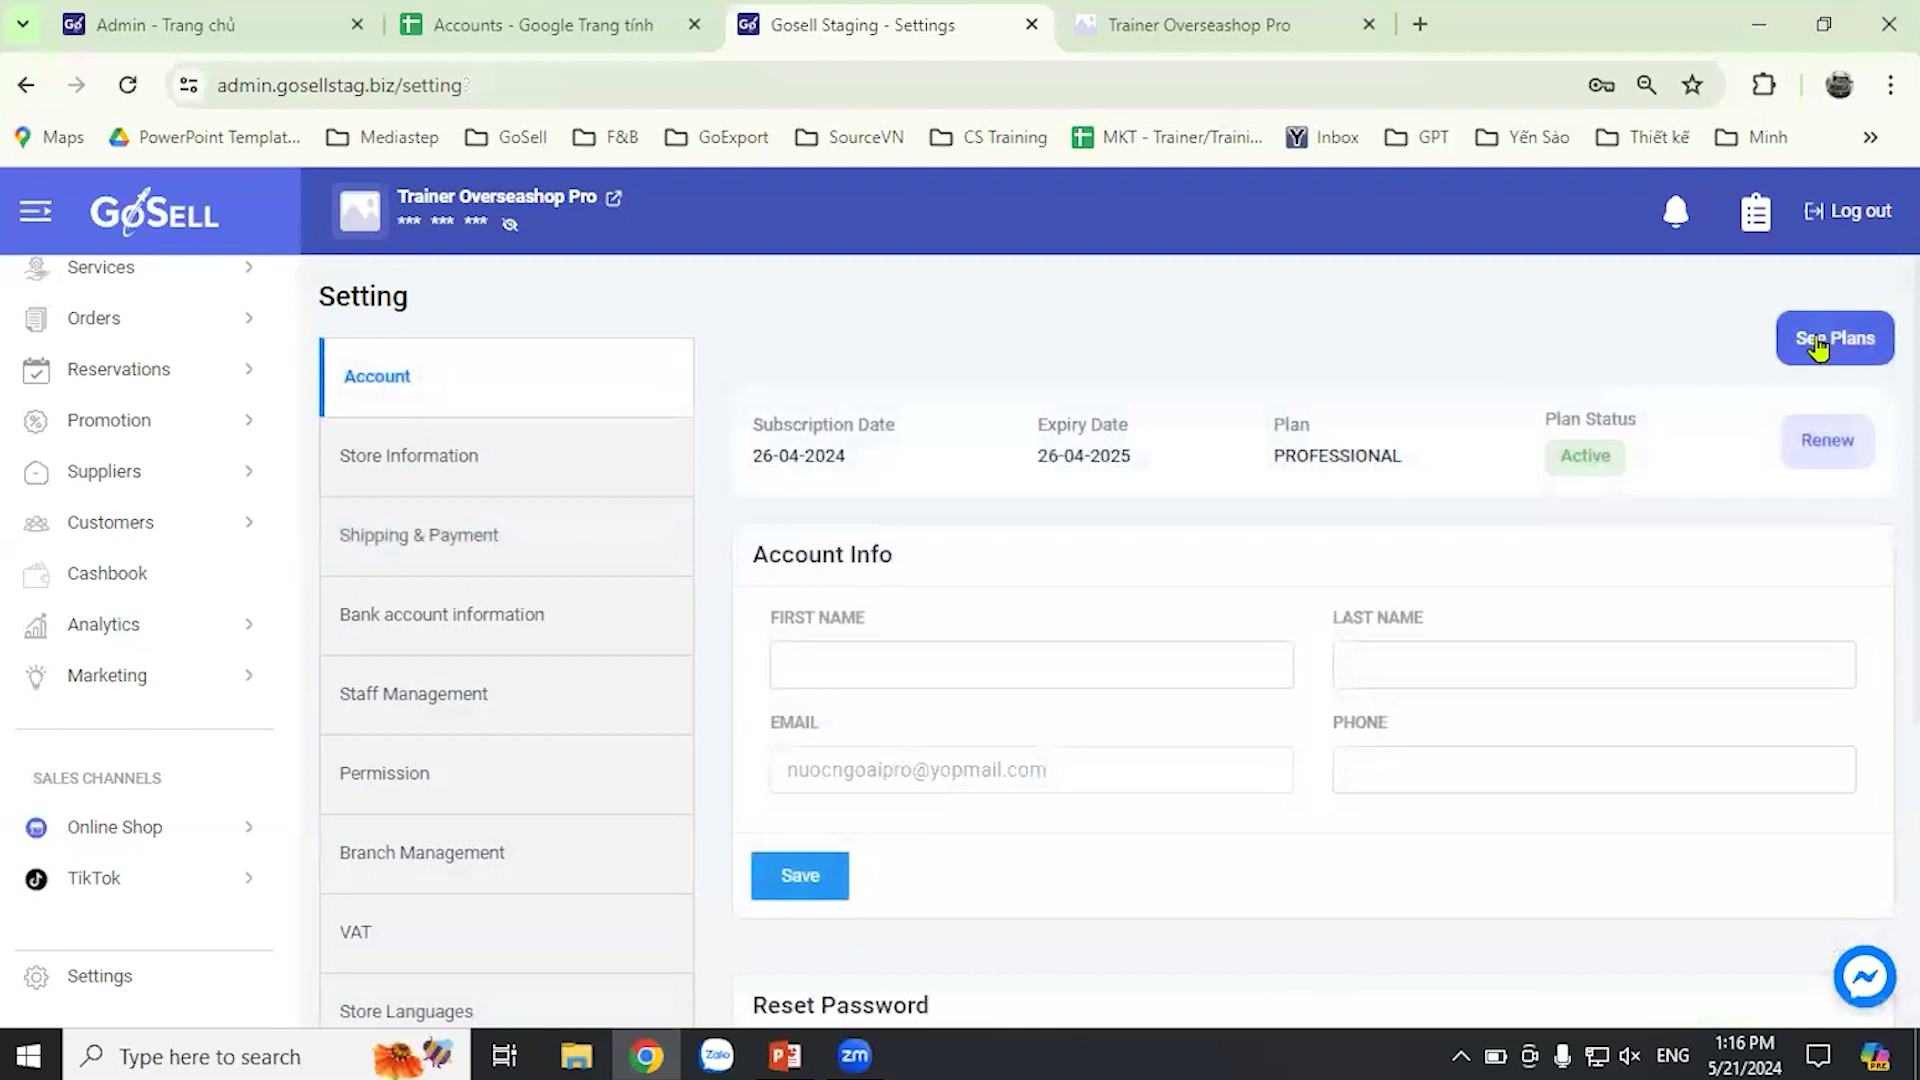 Admin - Trang chủ
Accounts - Google Trang tính
Gosell Staging - Settings
Trainer Overseashop Pro
admin.gosellstag.biz/setting?
Maps
PowerPoint Templat...
Mediastep
GoSell
F&B
GoExport
SourceVN
CS Training
MKT - Trainer/Traini...
Inbox
GPT
Yến Sào
Thiết kế
Minh
GoSELL
Trainer Overseashop Pro
*** *** ***
Log out
Services
Orders
Reservations
Promotion
Suppliers
Customers
Cashbook
Analytics
Marketing
SALES CHANNELS
Online Shop
TikTok
Settings
Setting
Account
Store Information
Shipping & Payment
Bank account information
Staff Management
Permission
Branch Management
VAT
Store Languages
See Plans
Subscription Date
26-04-2024
Expiry Date
26-04-2025
Plan
PROFESSIONAL
Plan Status
Active
Renew
Account Info
FIRST NAME
LAST NAME
EMAIL
nuocngoaipro@yopmail.com
PHONE
Save
Reset Password
Type here to search
Zalo
zm
ENG
1:16 PM
5/21/2024
PRE